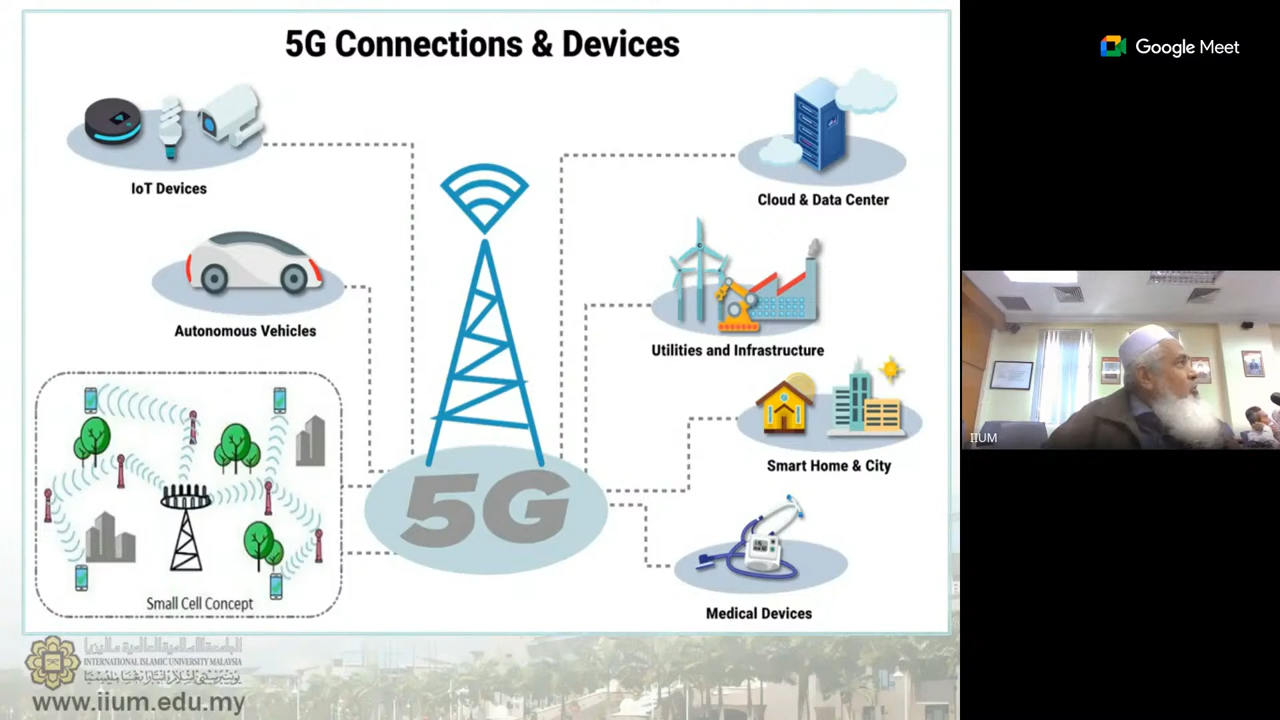 5G Connections & Devices
IoT Devices
Autonomous Vehicles
Small Cell Concept
5G
Cloud & Data Center
Utilities and Infrastructure
Smart Home & City
Medical Devices
INTERNATIONAL ISLAMIC UNIVERSITY MALAYSIA
www.iium.edu.my
Google Meet
IIUM